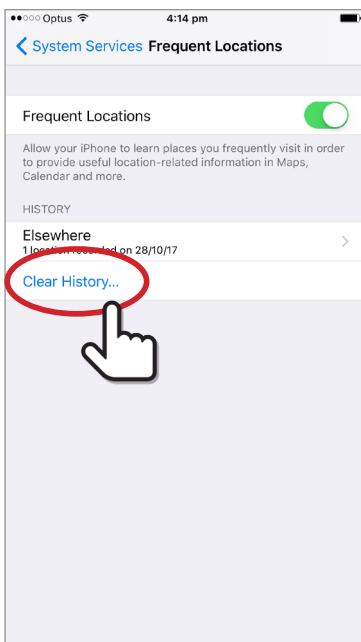 Optus 4:14 pm
System Services Frequent Locations
Frequent Locations
Allow your iPhone to learn places you frequently visit in order
to provide useful location-related information in Maps,
Calendar and more.
HISTORY
Elsewhere
1 location recorded on 28/10/17
Clear History...